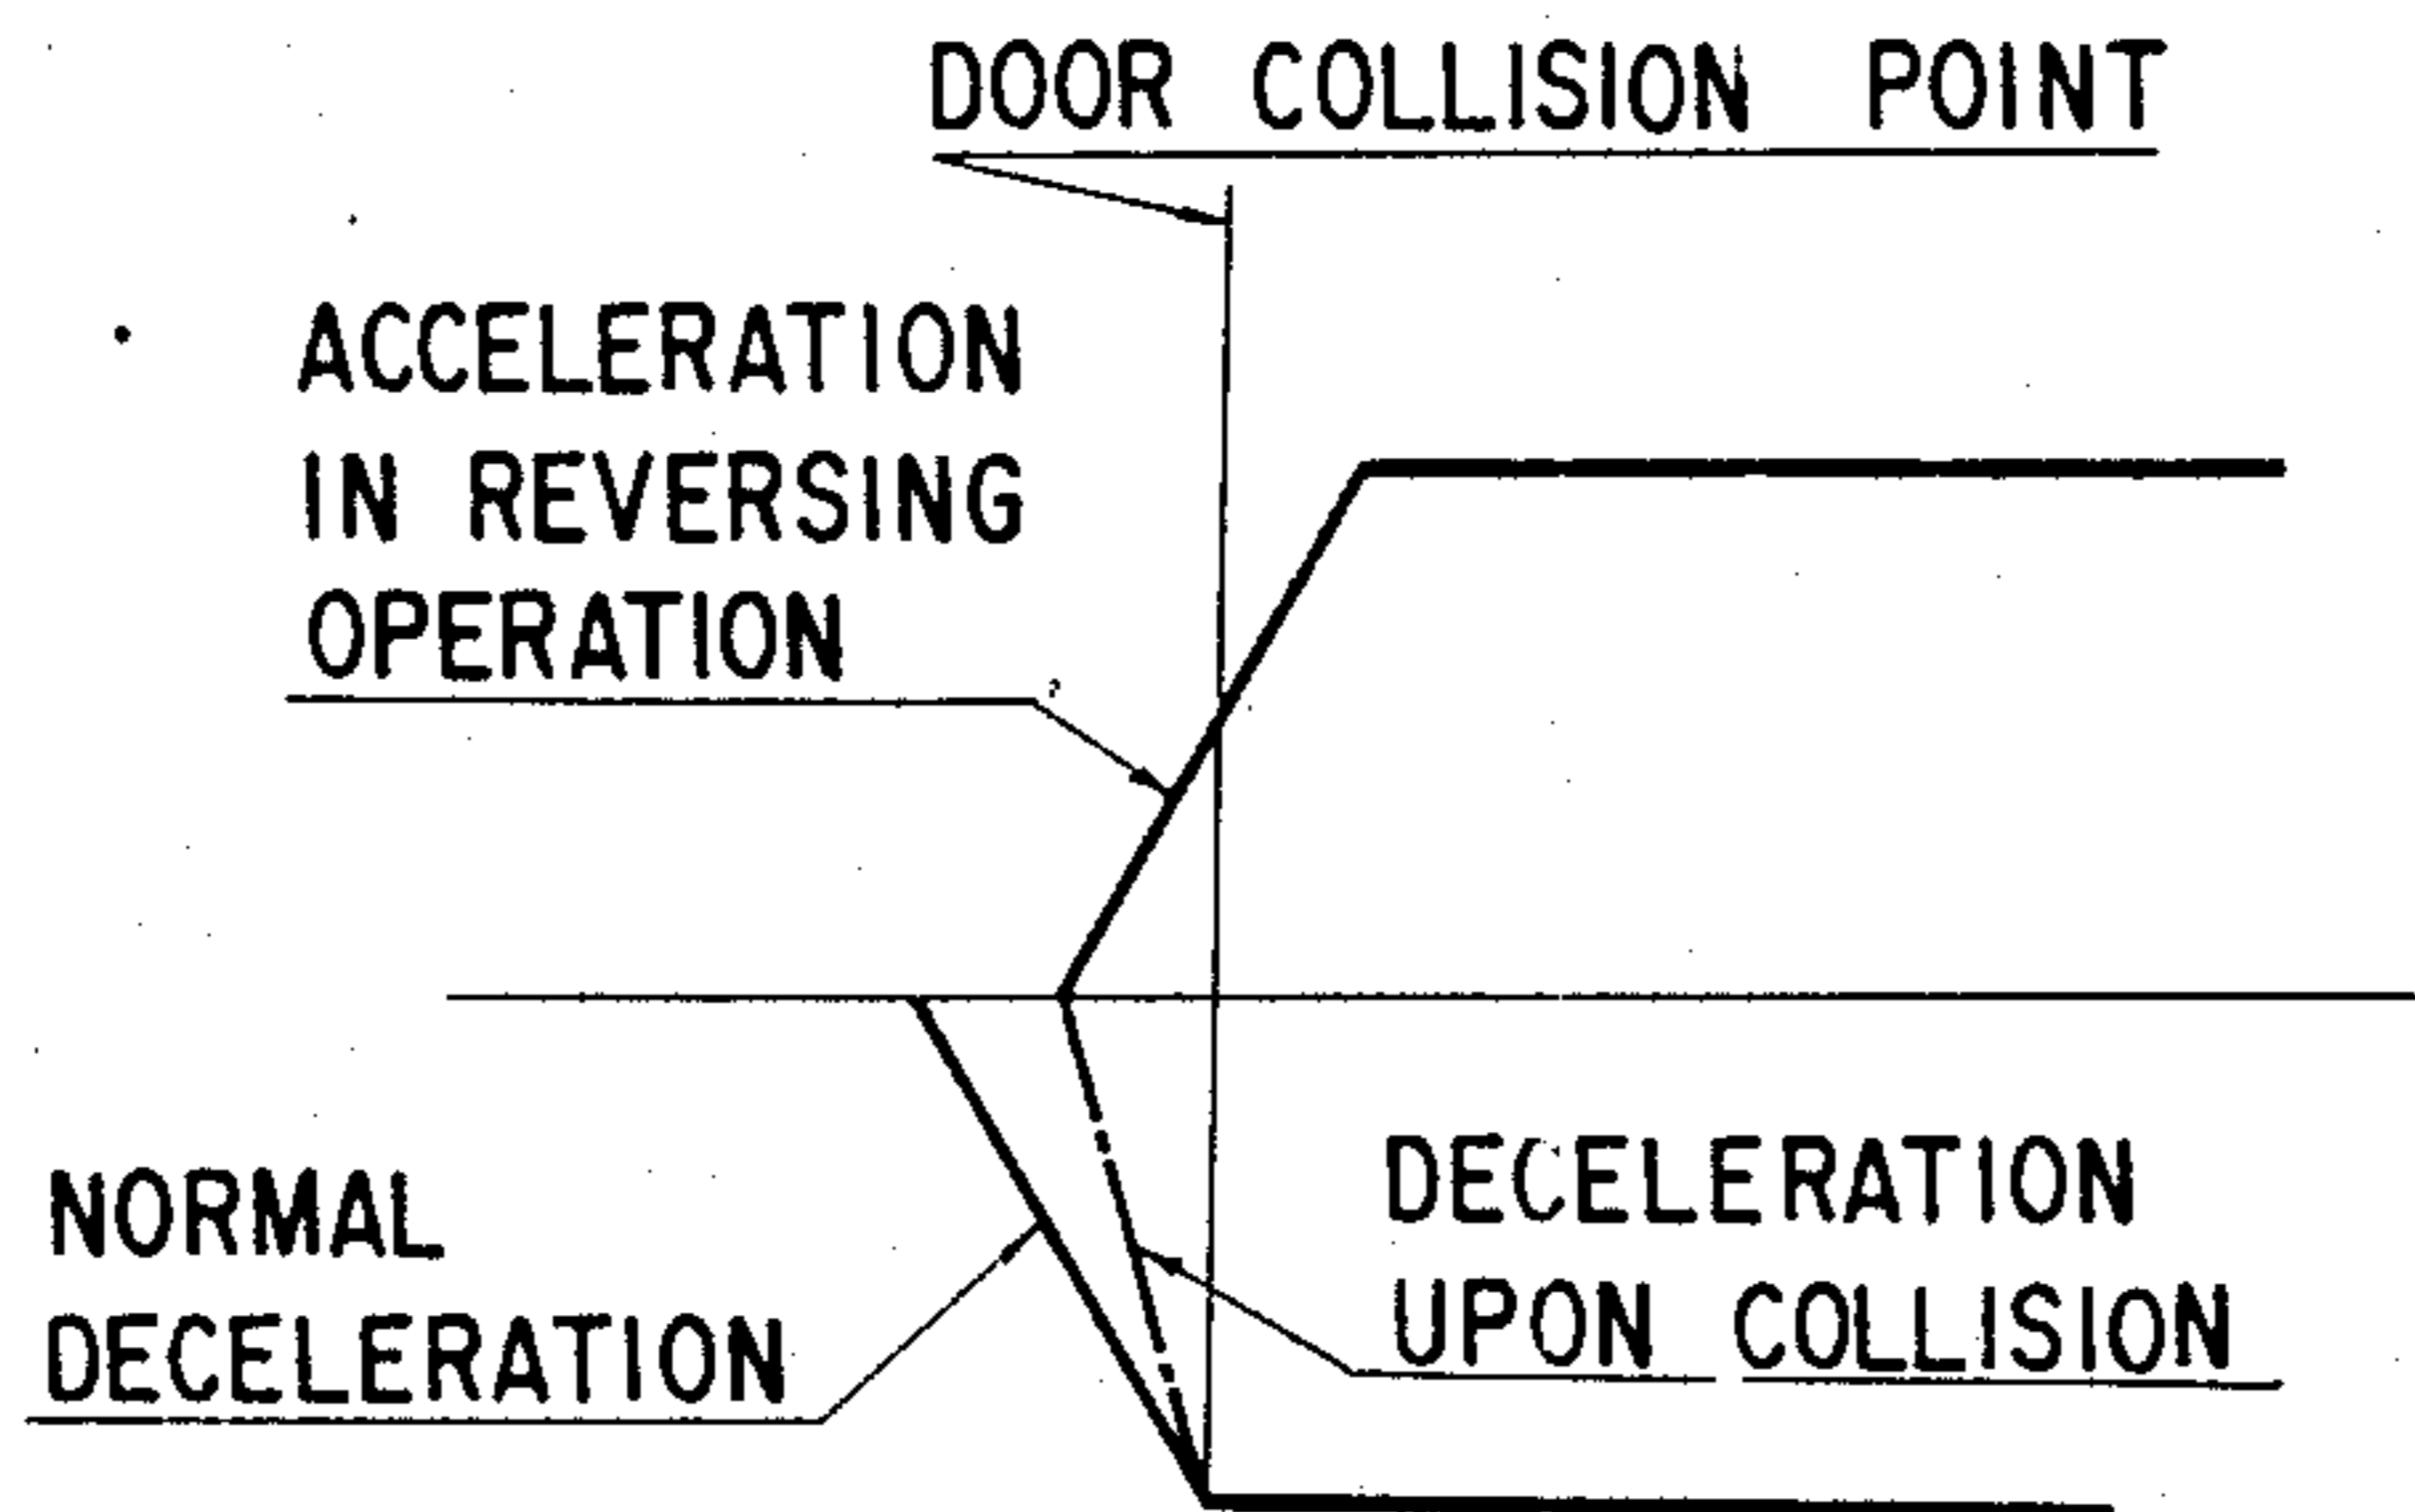 DOOR COLLISION POINT
ACCELERATION
IN REVERSING
OPERATION
NORMAL
DECELERATION
DECELERATION
UPON COLLISION